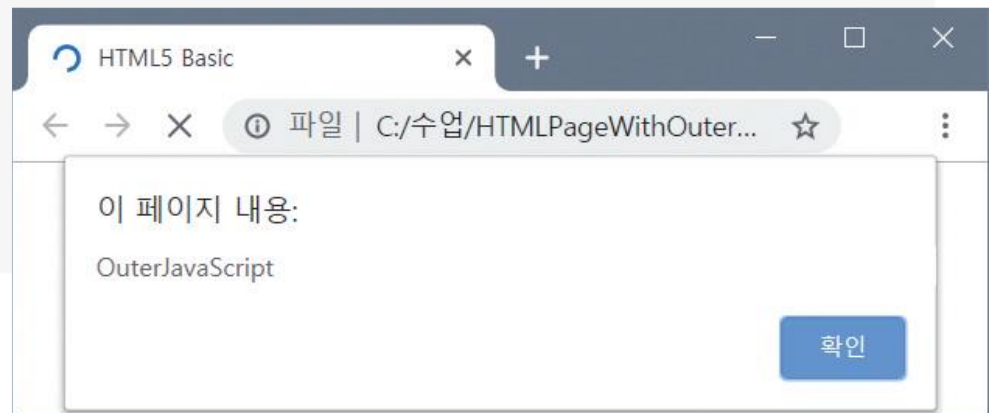 HTML5 Basic
파일 | C:/수업/HTMLPageWithOuter...
이 페이지 내용:
OuterJavaScript
확인